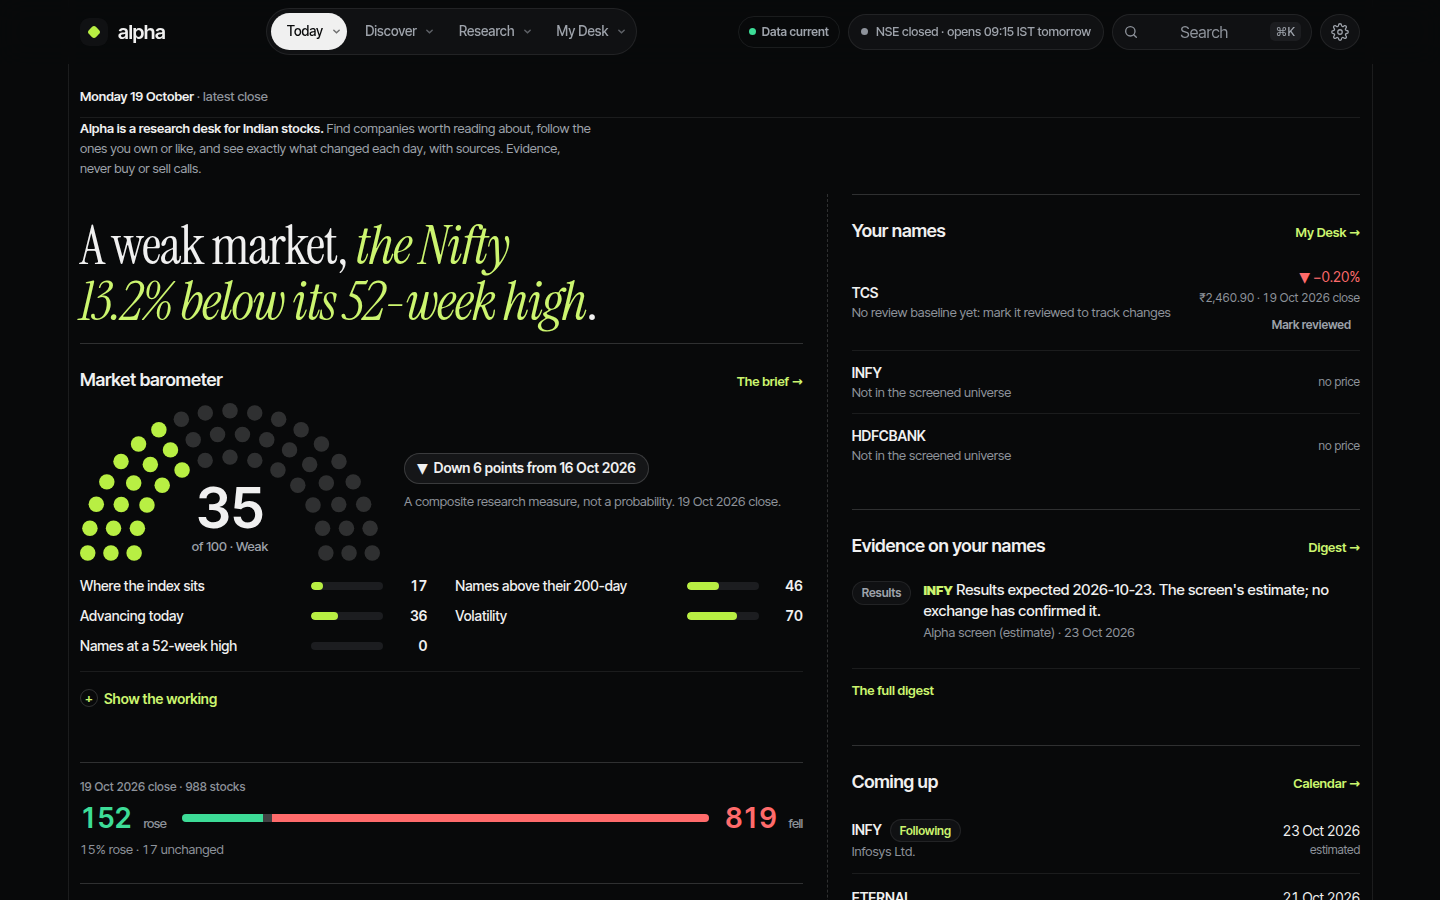 alpha
Today
Discover
Research
My Desk
Data current
NSE closed · opens 09:15 IST tomorrow
Search
⌘K
Monday 19 October · latest close
Alpha is a research desk for Indian stocks. Find companies worth reading about, follow the
ones you own or like, and see exactly what changed each day, with sources. Evidence,
never buy or sell calls.
A weak market, the Nifty
13.2% below its 52-week high.
Market barometer
The brief →
35
of 100 · Weak
▼ Down 6 points from 16 Oct 2026
A composite research measure, not a probability. 19 Oct 2026 close.
Where the index sits 17
Names above their 200-day 46
Advancing today 36
Volatility 70
Names at a 52-week high 0
+ Show the working
19 Oct 2026 close · 988 stocks
152 rose
819 fell
15% rose · 17 unchanged
Your names
My Desk →
TCS
No review baseline yet: mark it reviewed to track changes
▼ −0.20%
₹2,460.90 · 19 Oct 2026 close
Mark reviewed
INFY
Not in the screened universe
no price
HDFCBANK
Not in the screened universe
no price
Evidence on your names
Digest →
Results
INFY Results expected 2026-10-23. The screen's estimate; no
exchange has confirmed it.
Alpha screen (estimate) · 23 Oct 2026
The full digest
Coming up
Calendar →
INFY Following
Infosys Ltd.
23 Oct 2026
estimated
ETERNAL
21 Oct 2026